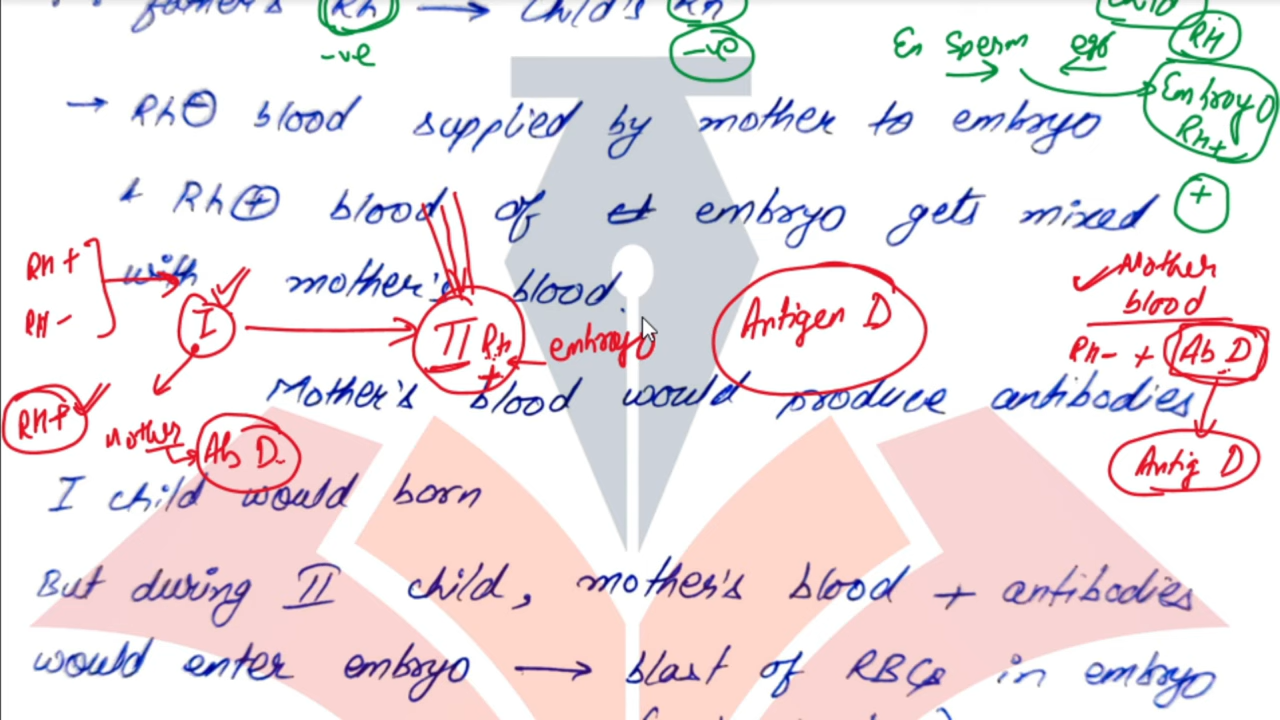 father's Rh → child's Rh
-ve -ve
Child
RH
En Sperm egg
Embryo
Rh+
→ Rh⊖ blood supplied by mother to embryo
+
Rh⊕ blood of embryo gets mixed
with mother's blood.
RH+
RH-
I
II Rh
+
embryo
Antigen D
Mother
blood
Rh- + Ab D
Antig D
RH+
Mother
Ab D
Mother's blood would produce antibodies
I child would born
But during II child, mother's blood + antibodies
would enter embryo → blast of RBCs in embryo